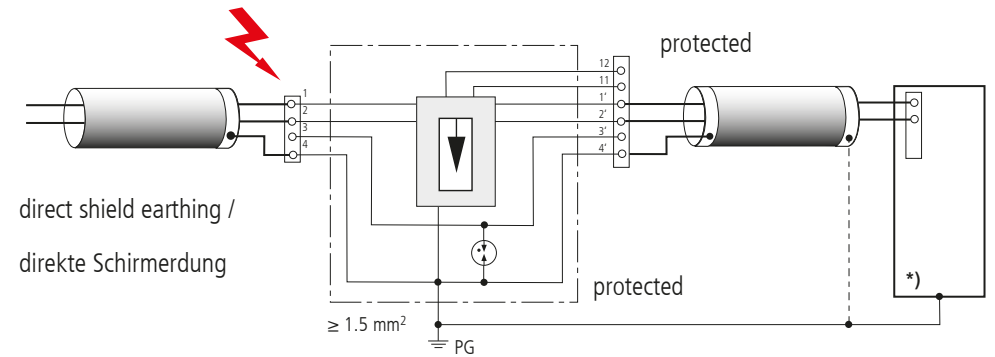 protected
12
11
1
1'
2
2'
3
3'
4
4'
direct shield earthing /
direkte Schirmerdung
*)
protected
≥ 1.5 mm²
PG